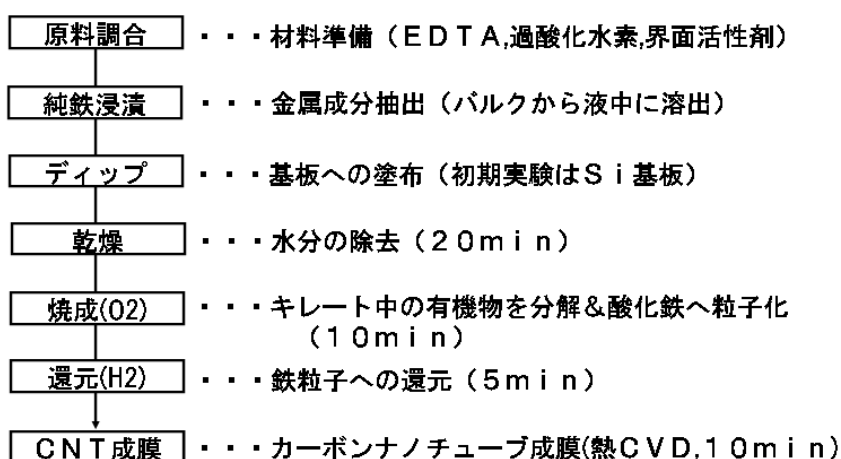 原料調合・・・材料準備（ＥＤＴＡ,過酸化水素,界面活性剤）
純鉄浸漬・・・金属成分抽出（バルクから液中に溶出）
ディップ・・・基板への塗布（初期実験はＳｉ基板）
乾燥・・・水分の除去（２０ｍｉｎ）
焼成(O2)・・・キレート中の有機物を分解＆酸化鉄へ粒子化
（１０ｍｉｎ）
還元(H2)・・・鉄粒子への還元（５ｍｉｎ）
ＣＮＴ成膜・・・カーボンナノチューブ成膜(熱ＣＶＤ,１０ｍｉｎ)